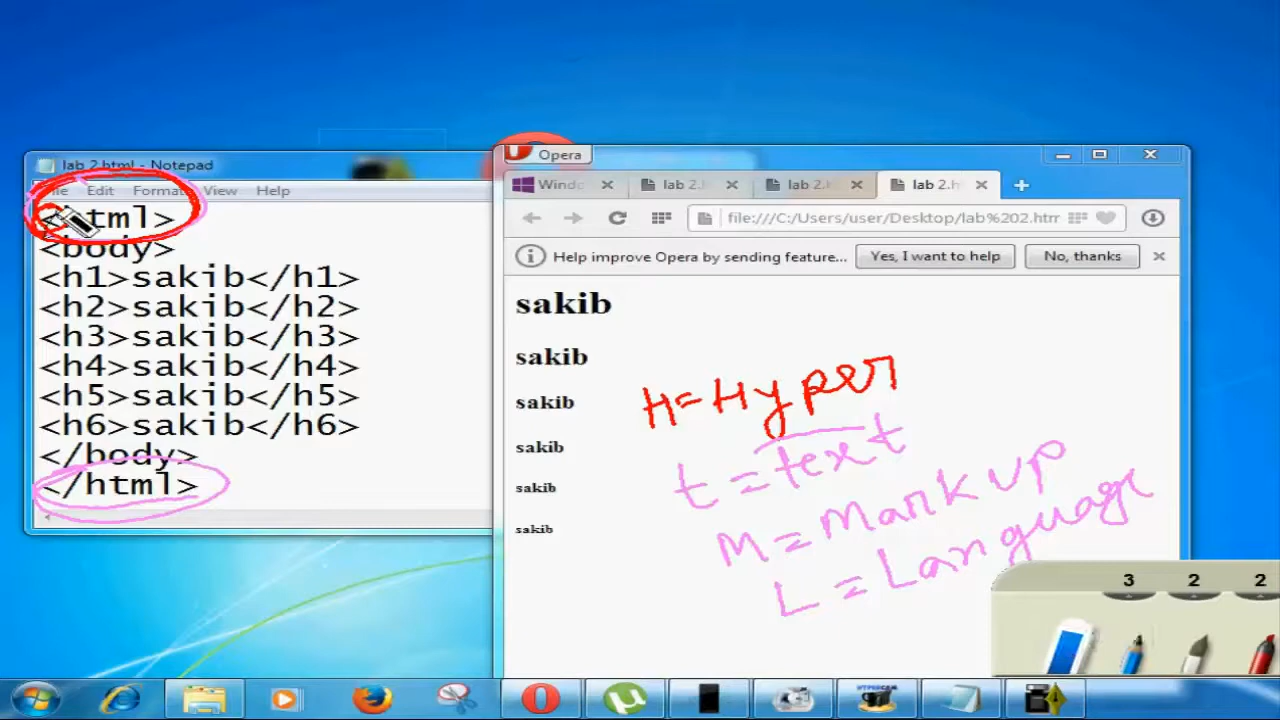 lab 2.html - Notepad
Edit Format View Help
<html>
<body>
<h1>sakib</h1>
<h2>sakib</h2>
<h3>sakib</h3>
<h4>sakib</h4>
<h5>sakib</h5>
<h6>sakib</h6>
</body>
</html>
Opera
lab 2.h
lab 2.h
lab 2.h
file:///C:/Users/user/Desktop/lab%202.htm
Help improve Opera by sending feature... Yes, I want to help No, thanks
sakib
sakib
sakib
sakib
sakib
sakib
H=Hyper
t=text
M=Markup
L=Language
3 2 2